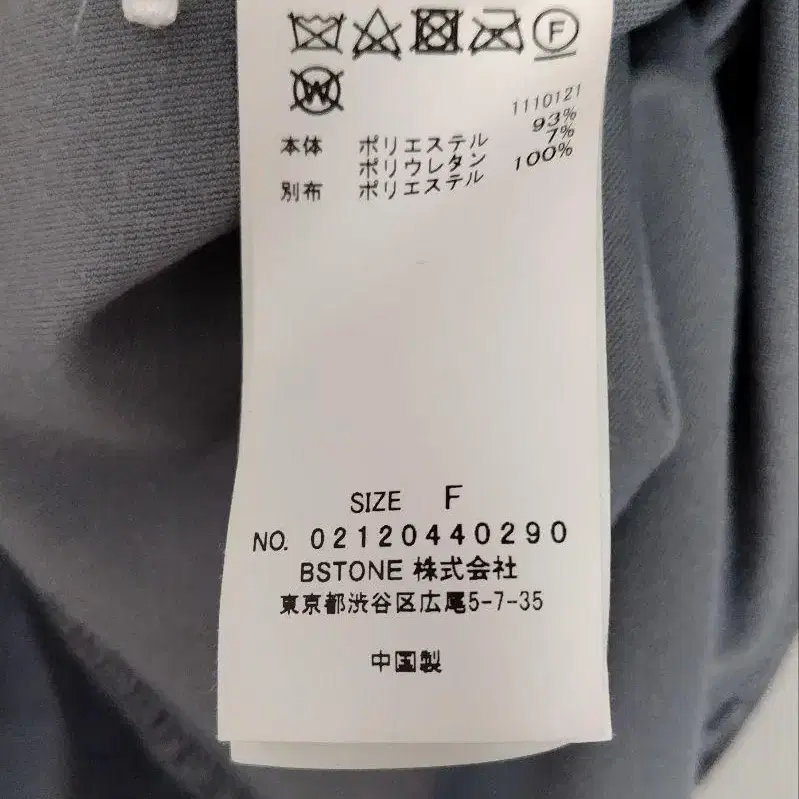 F
W
1110121
本体 ポリエステル 93%
ポリウレタン 7%
別布 ポリエステル 100%
SIZE F
NO. 02120440290
BSTONE 株式会社
東京都渋谷区広尾5-7-35
中国製